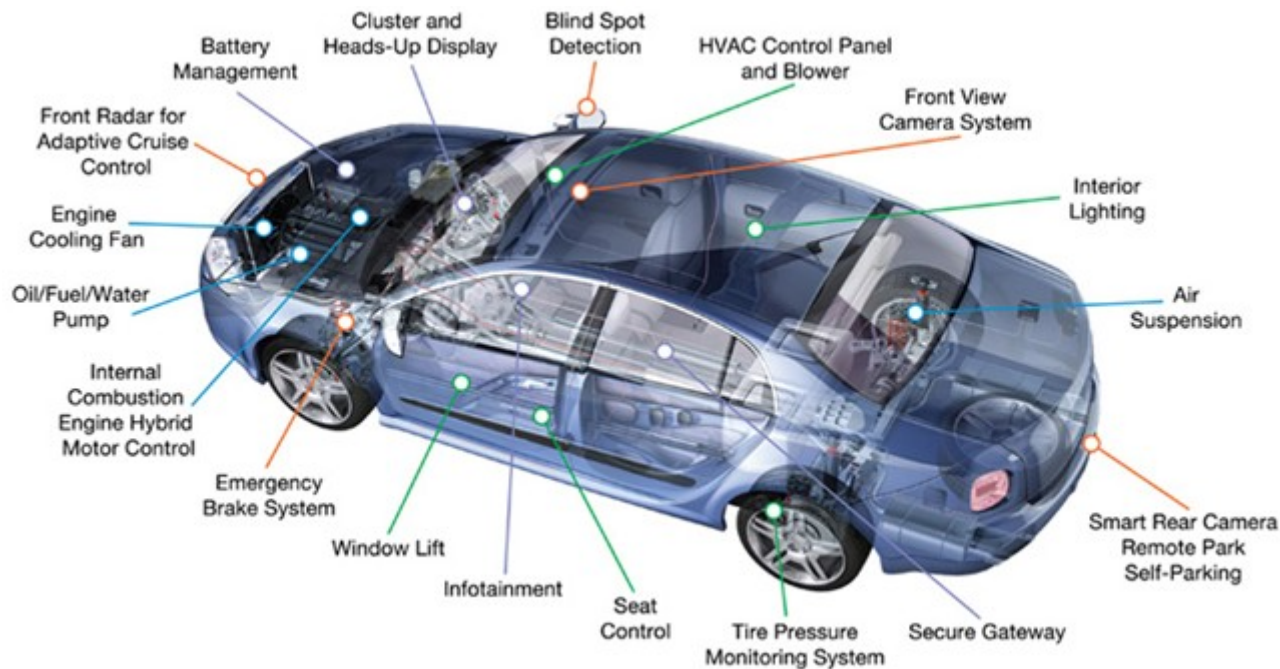 Cluster and
Heads-Up Display
Blind Spot
Detection
Battery
Management
HVAC Control Panel
and Blower
Front View
Camera System
Front Radar for
Adaptive Cruise
Control
Interior
Lighting
Engine
Cooling Fan
Oil/Fuel/Water
Pump
Air
Suspension
Internal
Combustion
Engine Hybrid
Motor Control
Emergency
Brake System
Window Lift
Infotainment
Seat
Control
Tire Pressure
Monitoring System
Secure Gateway
Smart Rear Camera
Remote Park
Self-Parking